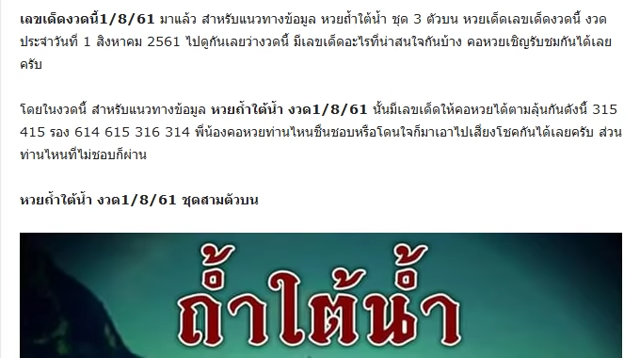 เลขเด็ดงวดนี้1/8/61 มาแล้ว สำหรับแนวทางข้อมูล หวยถ้ำใต้น้ำ ชุด 3 ตัวบน หวยเด็ดเลขเด็ดงวดนี้ งวด
ประจำวันที่ 1 สิงหาคม 2561 ไปดูกันเลยว่างวดนี้ มีเลขเด็ดอะไรที่น่าสนใจกันบ้าง คอหวยเชิญรับชมกันได้เลย
ครับ
โดยในงวดนี้ สำหรับแนวทางข้อมูล หวยถ้ำใต้น้ำ งวด1/8/61 นั้นมีเลขเด็ดให้คอหวยได้ตามลุ้นกันดังนี้ 315
415 รอง 614 615 316 314 พี่น้องคอหวยท่านไหนชื่นชอบหรือโดนใจก็มาเอาไปเสี่ยงโชคกันได้เลยครับ ส่วน
ท่านไหนที่ไม่ชอบก็ผ่าน
หวยถ้ำใต้น้ำ งวด1/8/61 ชุดสามตัวบน
ถ้ำใต้น้ำ